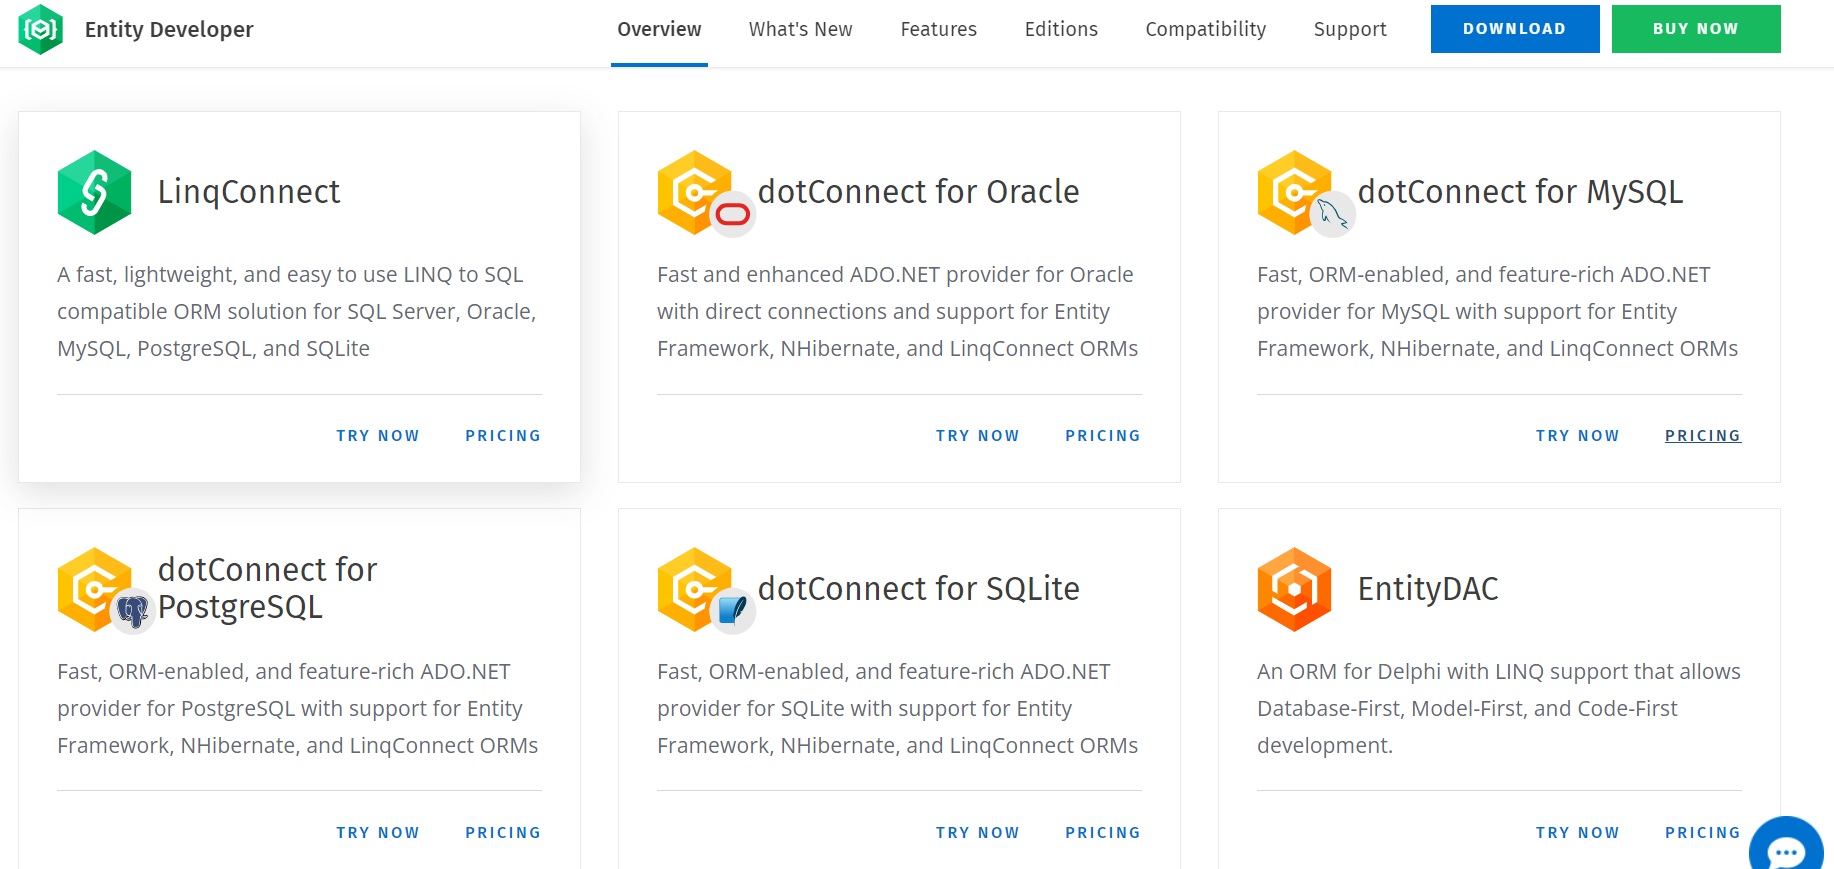 Entity Developer
Overview
What's New
Features
Editions
Compatibility
Support
DOWNLOAD
BUY NOW
LinqConnect
A fast, lightweight, and easy to use LINQ to SQL
compatible ORM solution for SQL Server, Oracle,
MySQL, PostgreSQL, and SQLite
TRY NOW
PRICING
dotConnect for Oracle
Fast and enhanced ADO.NET provider for Oracle
with direct connections and support for Entity
Framework, NHibernate, and LinqConnect ORMs
TRY NOW
PRICING
dotConnect for MySQL
Fast, ORM-enabled, and feature-rich ADO.NET
provider for MySQL with support for Entity
Framework, NHibernate, and LinqConnect ORMs
TRY NOW
PRICING
dotConnect for
PostgreSQL
Fast, ORM-enabled, and feature-rich ADO.NET
provider for PostgreSQL with support for Entity
Framework, NHibernate, and LinqConnect ORMs
TRY NOW
PRICING
dotConnect for SQLite
Fast, ORM-enabled, and feature-rich ADO.NET
provider for SQLite with support for Entity
Framework, NHibernate, and LinqConnect ORMs
TRY NOW
PRICING
EntityDAC
An ORM for Delphi with LINQ support that allows
Database-First, Model-First, and Code-First
development.
TRY NOW
PRICING